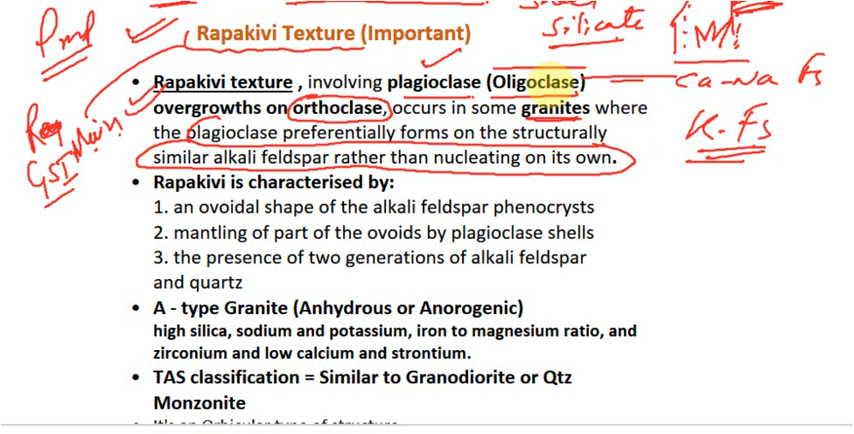 silicate
Imp
Rapakivi Texture (Important)
Ca-Na Fs
K. Fs
GSI Main
• Rapakivi texture , involving plagioclase (Oligoclase)
overgrowths on orthoclase, occurs in some granites where
the plagioclase preferentially forms on the structurally
similar alkali feldspar rather than nucleating on its own.
• Rapakivi is characterised by:
1. an ovoidal shape of the alkali feldspar phenocrysts
2. mantling of part of the ovoids by plagioclase shells
3. the presence of two generations of alkali feldspar
and quartz
• A - type Granite (Anhydrous or Anorogenic)
high silica, sodium and potassium, iron to magnesium ratio, and
zirconium and low calcium and strontium.
• TAS classification = Similar to Granodiorite or Qtz
Monzonite